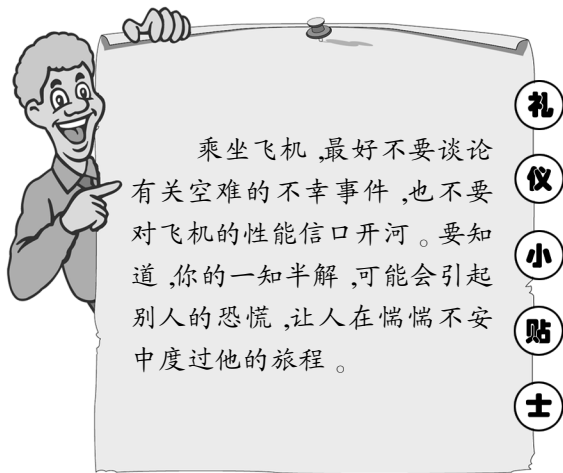 乘坐飞机，最好不要谈论
有关空难的不幸事件，也不要
对飞机的性能信口开河。要知
道，你的一知半解，可能会引起
别人的恐慌，让人在惴惴不安
中度过他的旅程。
礼
仪
小
贴
士